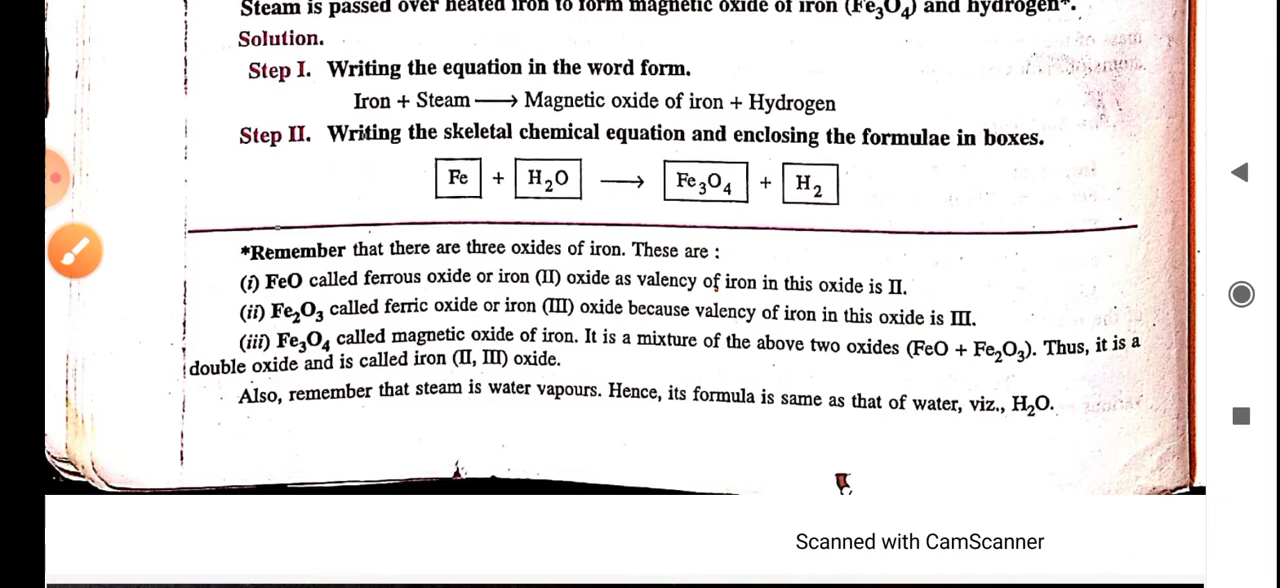 Steam is passed over heated iron to form magnetic oxide of iron (Fe₃O₄) and hydrogen*.
Solution.
Step I. Writing the equation in the word form.
Iron + Steam ⟶ Magnetic oxide of iron + Hydrogen
Step II. Writing the skeletal chemical equation and enclosing the formulae in boxes.
Fe + H₂O ⟶ Fe₃O₄ + H₂
*Remember that there are three oxides of iron. These are :
(i) FeO called ferrous oxide or iron (II) oxide as valency of iron in this oxide is II.
(ii) Fe₂O₃ called ferric oxide or iron (III) oxide because valency of iron in this oxide is III.
(iii) Fe₃O₄ called magnetic oxide of iron. It is a mixture of the above two oxides (FeO + Fe₂O₃). Thus, it is a
double oxide and is called iron (II, III) oxide.
Also, remember that steam is water vapours. Hence, its formula is same as that of water, viz., H₂O.
Scanned with CamScanner